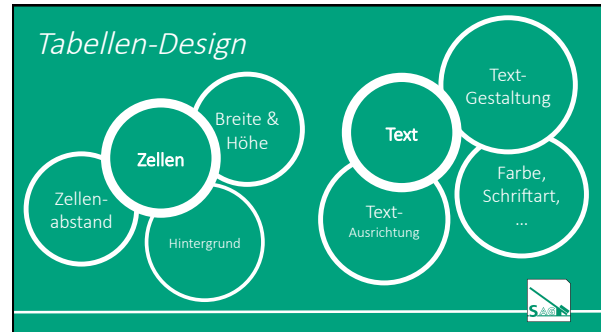 Tabellen-Design
Zellen
Breite &
Höhe
Zellen-
abstand
Hintergrund
Text
Text-
Gestaltung
Farbe,
Schriftart,
...
Text-
Ausrichtung